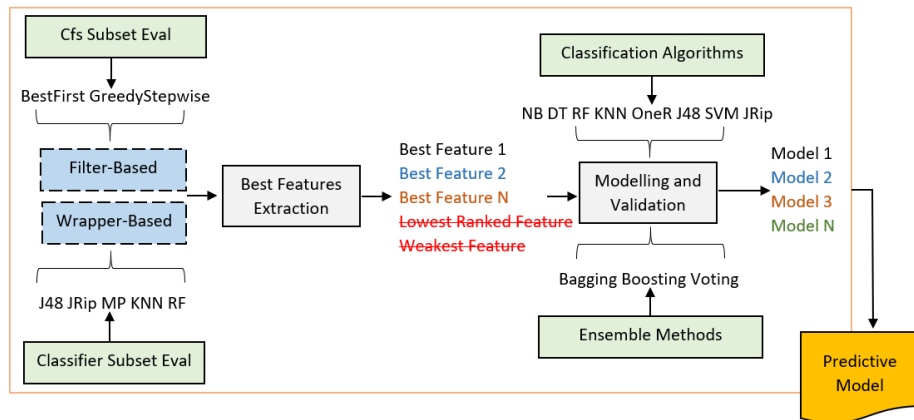 Cfs Subset Eval
BestFirst GreedyStepwise
Filter-Based
Wrapper-Based
J48 JRip MP KNN RF
Classifier Subset Eval
Best Features
Extraction
Best Feature 1
Best Feature 2
Best Feature N
Lowest Ranked Feature
Weakest Feature
Classification Algorithms
NB DT RF KNN OneR J48 SVM JRip
Modelling and
Validation
Bagging Boosting Voting
Ensemble Methods
Model 1
Model 2
Model 3
Model N
Predictive
Model